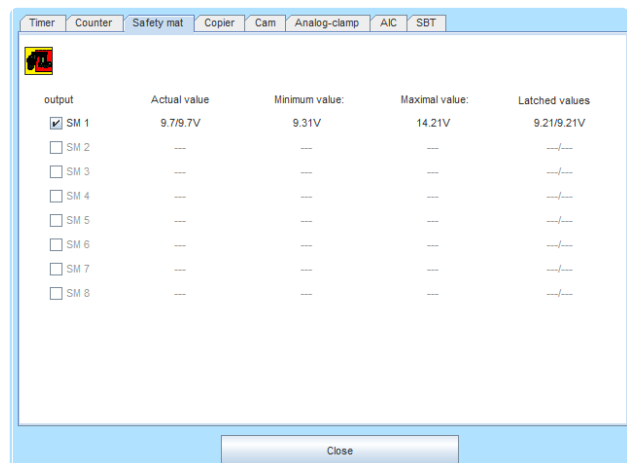 Timer Counter Safety mat Copier Cam Analog-clamp AIC SBT
output Actual value Minimum value: Maximal value: Latched values
SM 1 9.7/9.7V 9.31V 14.21V 9.21/9.21V
SM 2 --- --- --- ---/---
SM 3 --- --- --- ---/---
SM 4 --- --- --- ---/---
SM 5 --- --- --- ---/---
SM 6 --- --- --- ---/---
SM 7 --- --- --- ---/---
SM 8 --- --- --- ---/---
Close